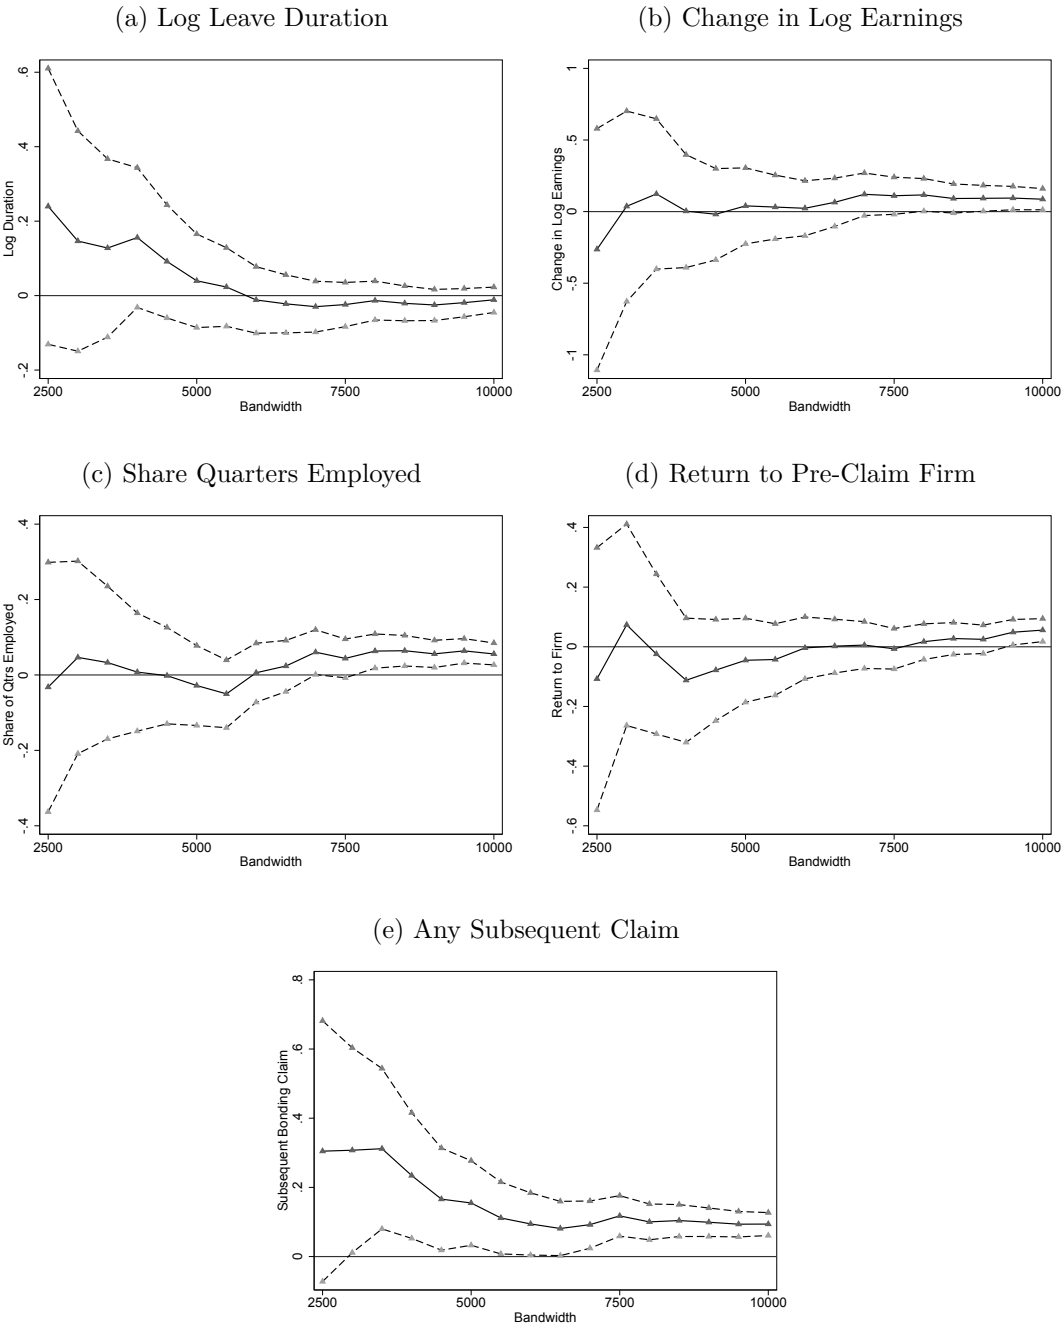 (a) Log Leave Duration
(b) Change in Log Earnings
Log Duration
.6
.4
.2
0
-.2
2500 5000 7500 10000
Bandwidth
Change in Log Earnings
1
.5
0
-.5
-1
2500 5000 7500 10000
Bandwidth
(c) Share Quarters Employed
(d) Return to Pre-Claim Firm
Share of Qtrs Employed
.4
.2
0
-.2
-.4
2500 5000 7500 10000
Bandwidth
Return to Firm
.4
.2
0
-.2
-.4
-.6
2500 5000 7500 10000
Bandwidth
(e) Any Subsequent Claim
Subsequent Bonding Claim
.8
.6
.4
.2
0
2500 5000 7500 10000
Bandwidth